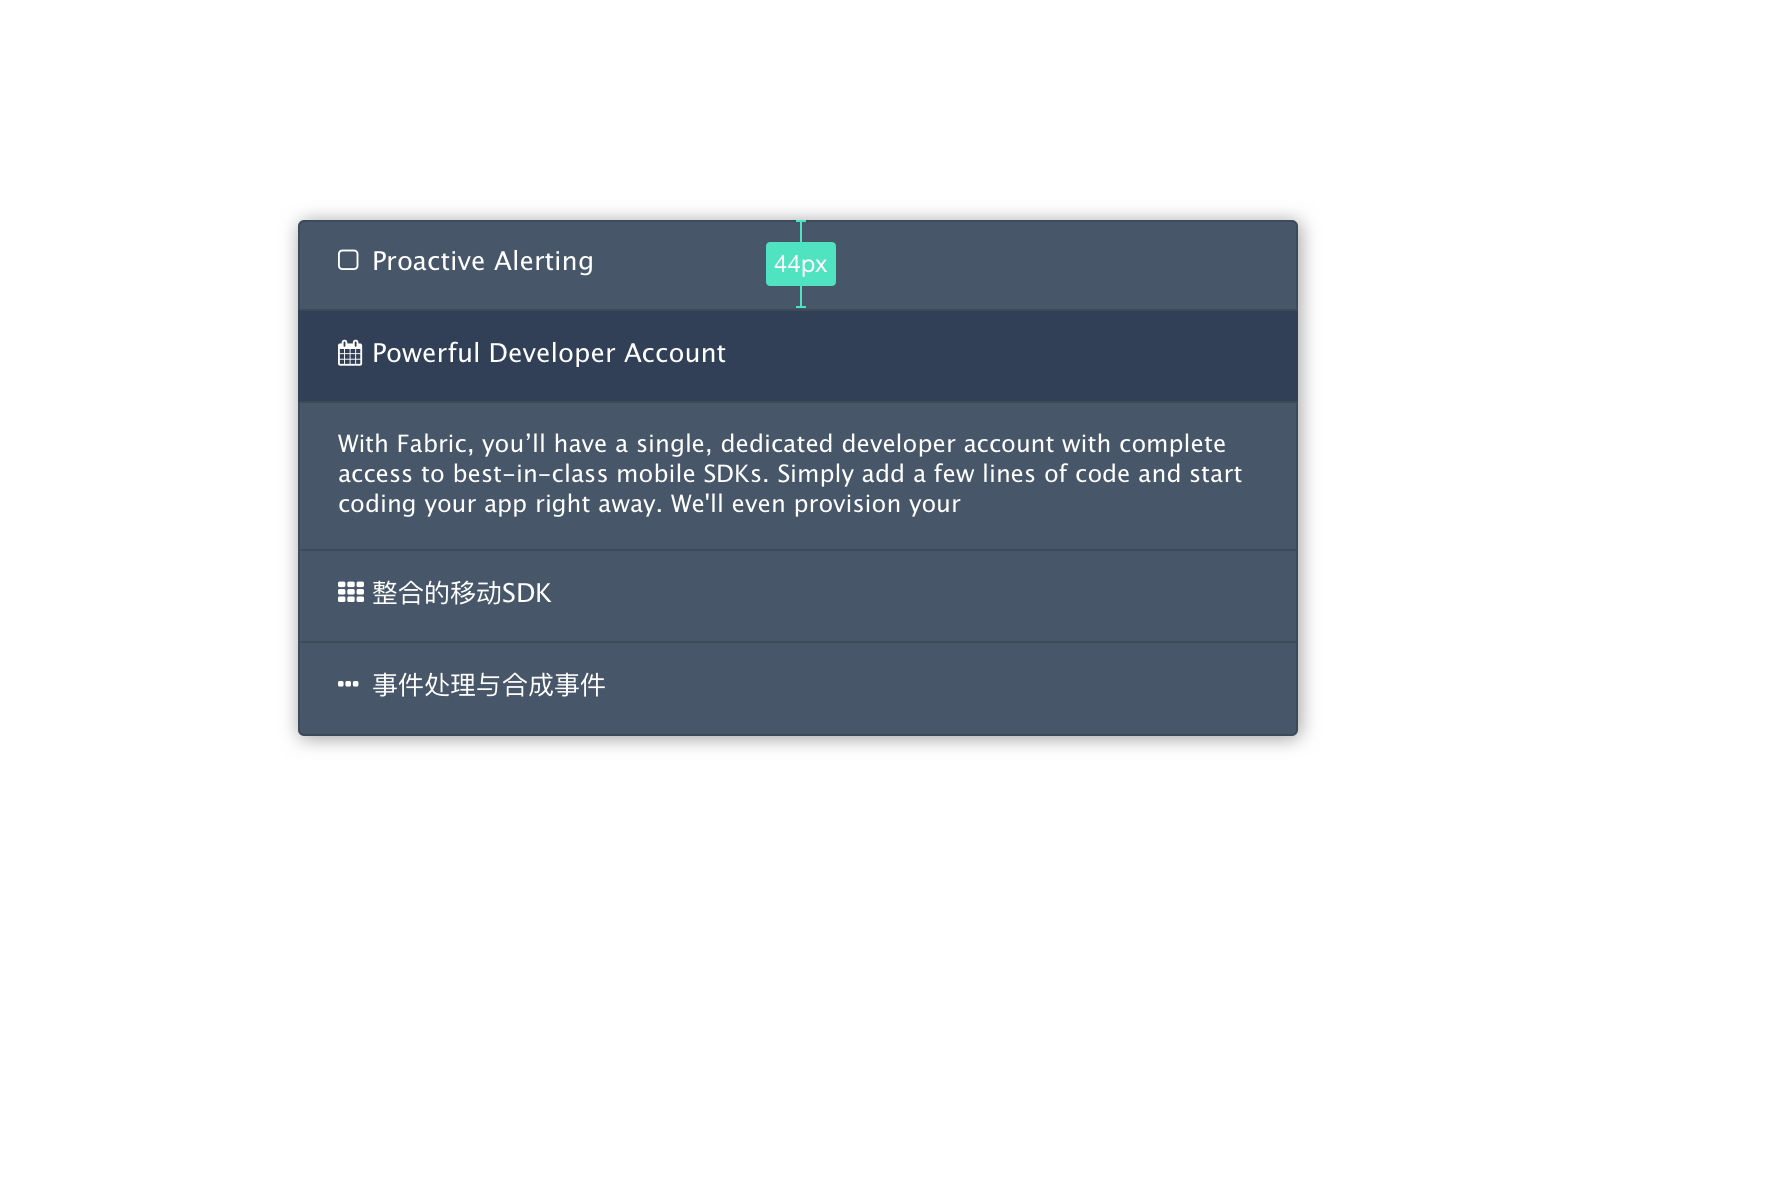 Proactive Alerting
44px
Powerful Developer Account
With Fabric, you’ll have a single, dedicated developer account with complete
access to best-in-class mobile SDKs. Simply add a few lines of code and start
coding your app right away. We'll even provision your
整合的移动SDK
事件处理与合成事件